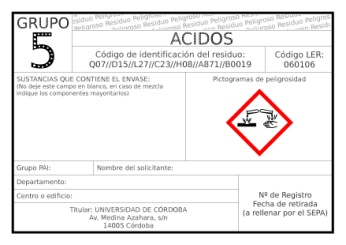 GRUPO
5
Residuo Peligroso Residuo Peligroso Residuo Peligroso Residuo Peligroso
ACIDOS
Código de identificación del residuo:
Q07//D15//L27//C23//H08//A871//B0019
Código LER:
060106
SUSTANCIAS QUE CONTIENE EL ENVASE:
(No deje este campo en blanco, en caso de mezcla
indique los componentes mayoritarios)
Pictogramas de peligrosidad
Grupo PAI:
Nombre del solicitante:
Departamento:
Centro o edificio:
Titular: UNIVERSIDAD DE CÓRDOBA
Av. Medina Azahara, s/n
14005 Córdoba
Nº de Registro
Fecha de retirada
(a rellenar por el SEPA)